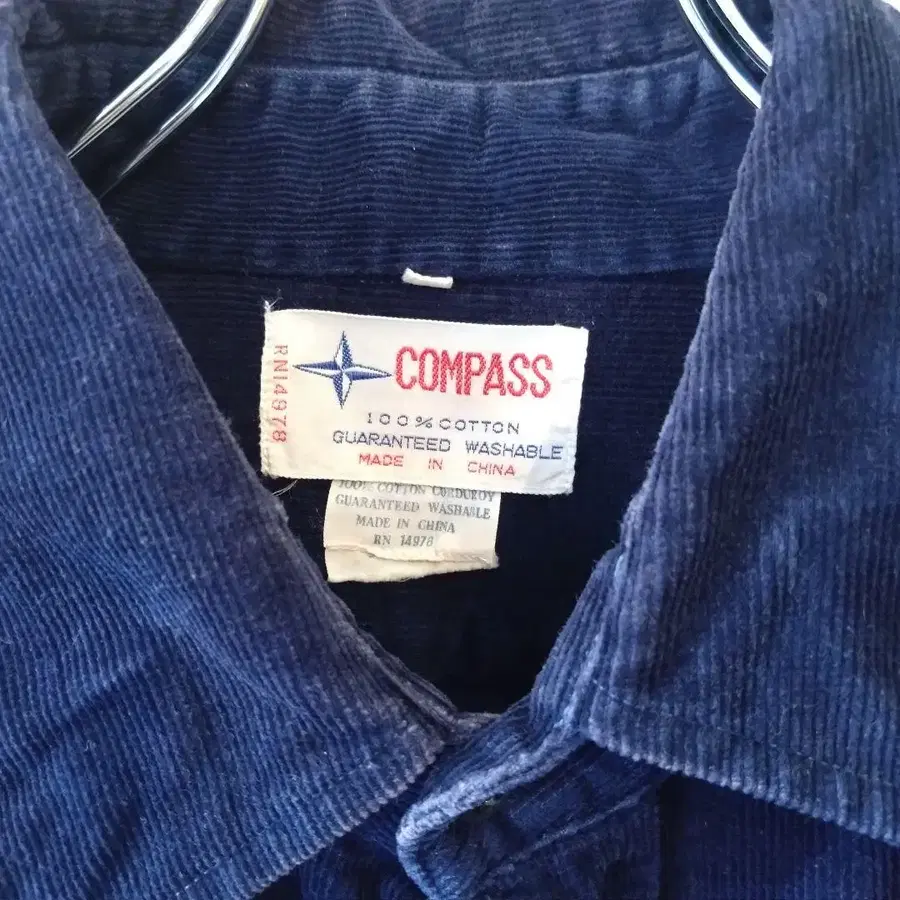 RN14978
COMPASS
100% COTTON
GUARANTEED WASHABLE
MADE IN CHINA
100% COTTON CORDUROY
GUARANTEED WASHABLE
MADE IN CHINA
RN 14978